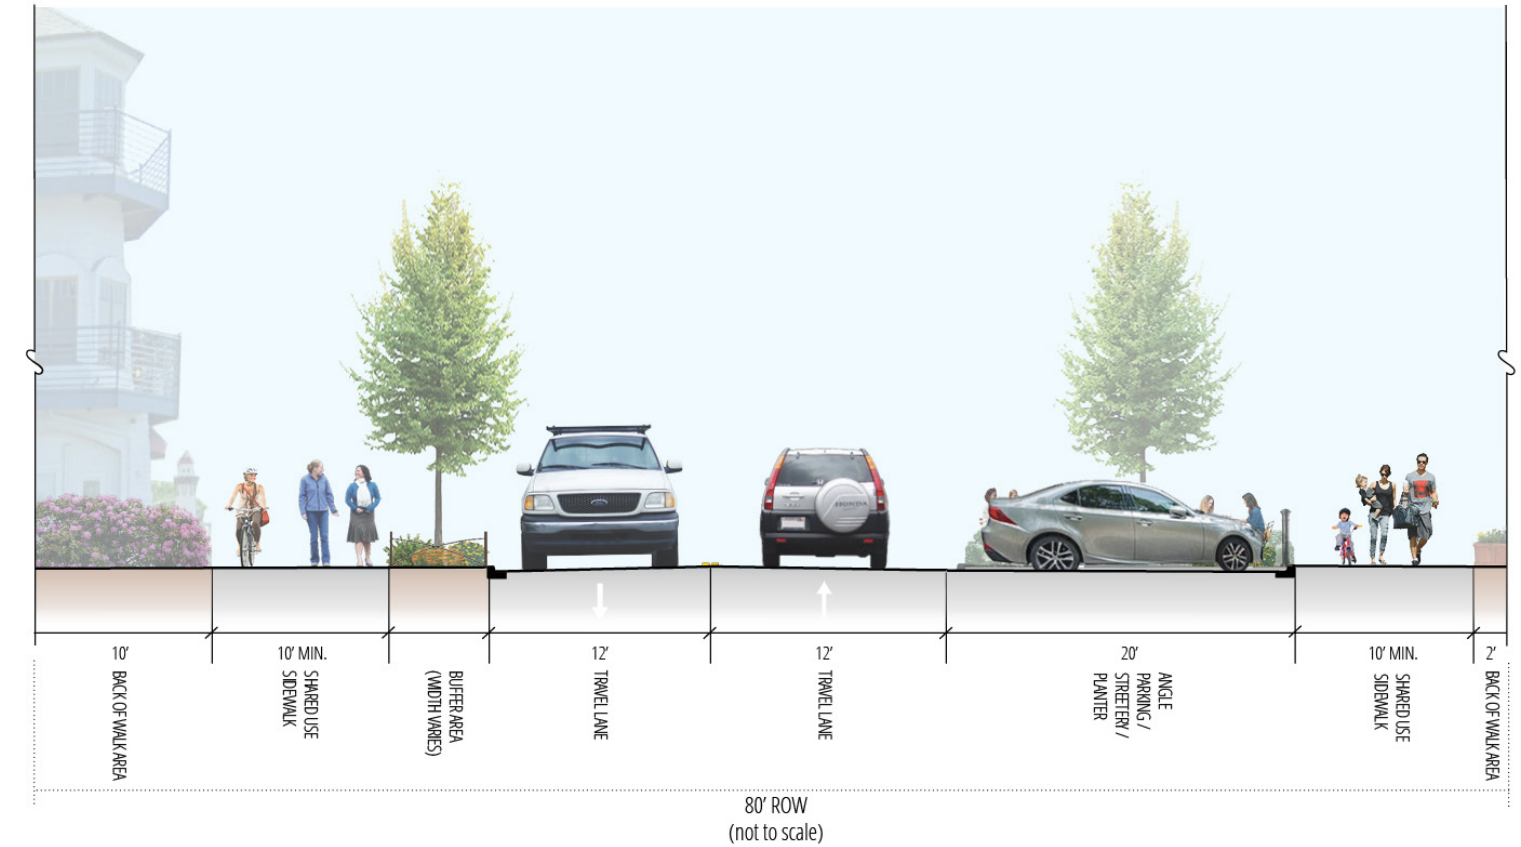 10’
10’ MIN.
12’
12’
20’
10’ MIN.
2’
BACK OF WALK AREA
SHARED USE
SIDEWALK
BUFFER AREA
(WIDTH VARIES)
TRAVEL LANE
TRAVEL LANE
ANGLE
PARKING /
STREETERY /
PLANTER
SHARED USE
SIDEWALK
BACK OF WALK AREA
80’ ROW
(not to scale)
HONDA